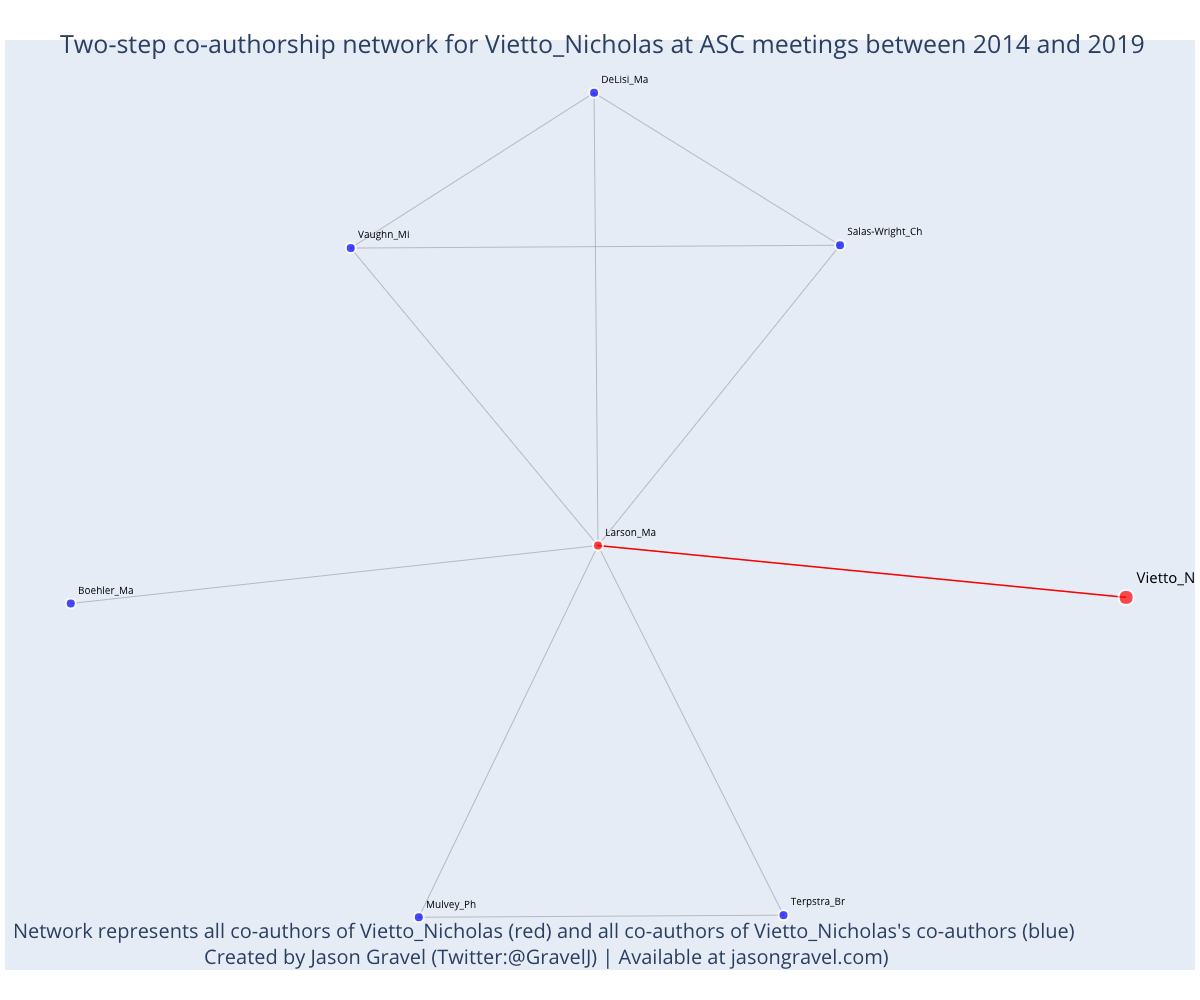 Two-step co-authorship network for Vietto_Nicholas at ASC meetings between 2014 and 2019
DeLisi_Ma
Vaughn_Mi
Salas-Wright_Ch
Larson_Ma
Vietto_N
Boehler_Ma
Mulvey_Ph
Terpstra_Br
Network represents all co-authors of Vietto_Nicholas (red) and all co-authors of Vietto_Nicholas's co-authors (blue)
Created by Jason Gravel (Twitter:@GravelJ) | Available at jasongravel.com)